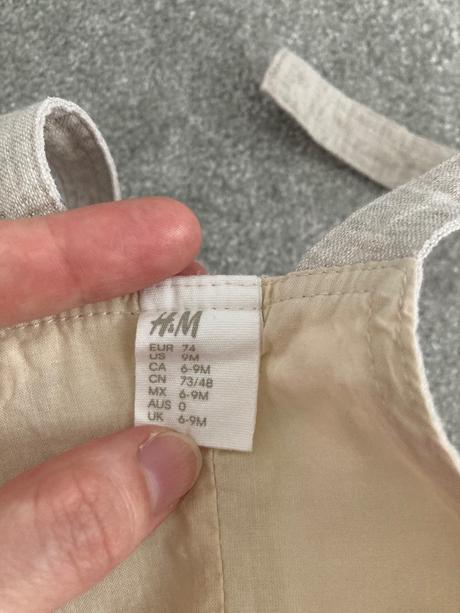 H&M
EUR 74
US 9M
CA 6-9M
CN 73/48
MX 6-9M
AUS 0
UK 6-9M